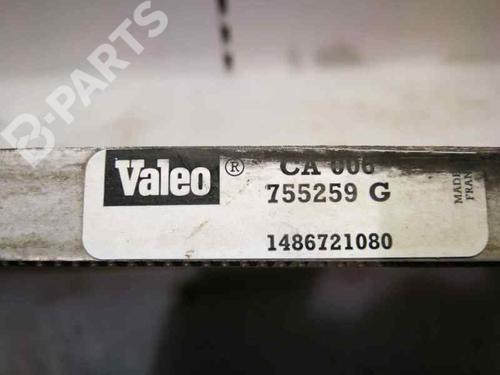 B-PARTS
Valeo ®
CA 006
755259 G
1486721080
MADE
FRAN